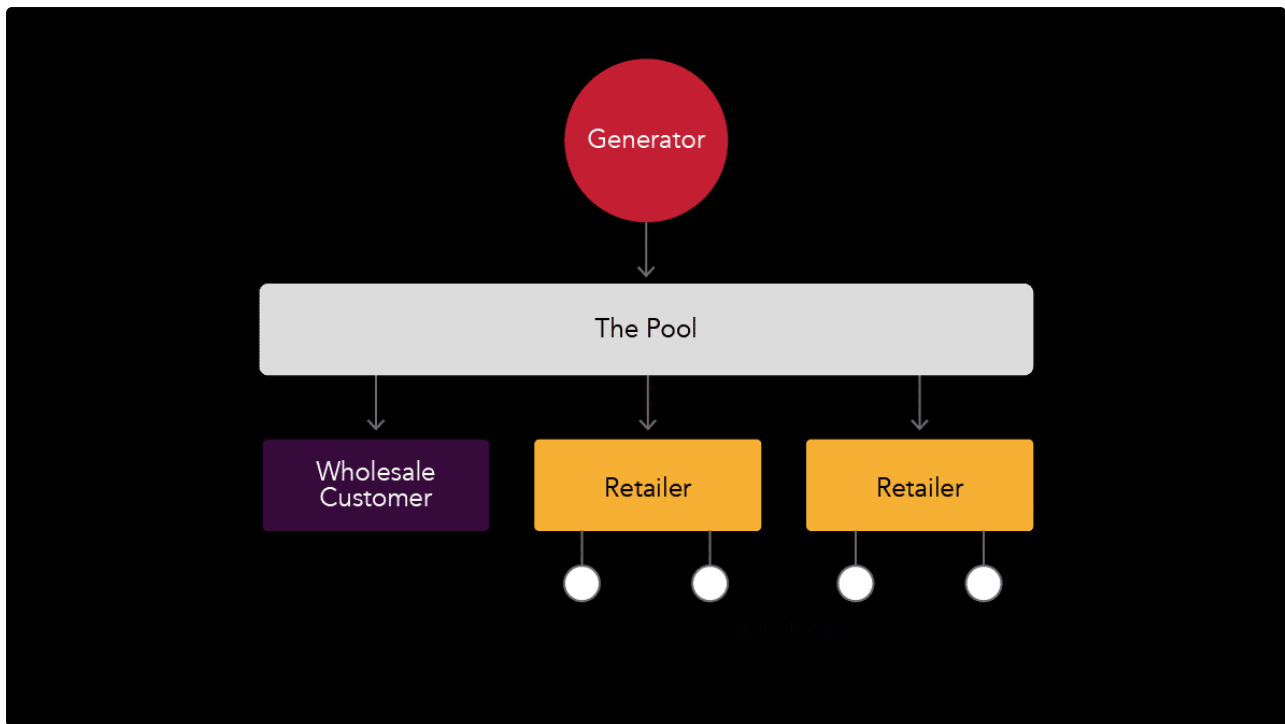 Generator
The Pool
Wholesale
Customer
Retailer
Retailer